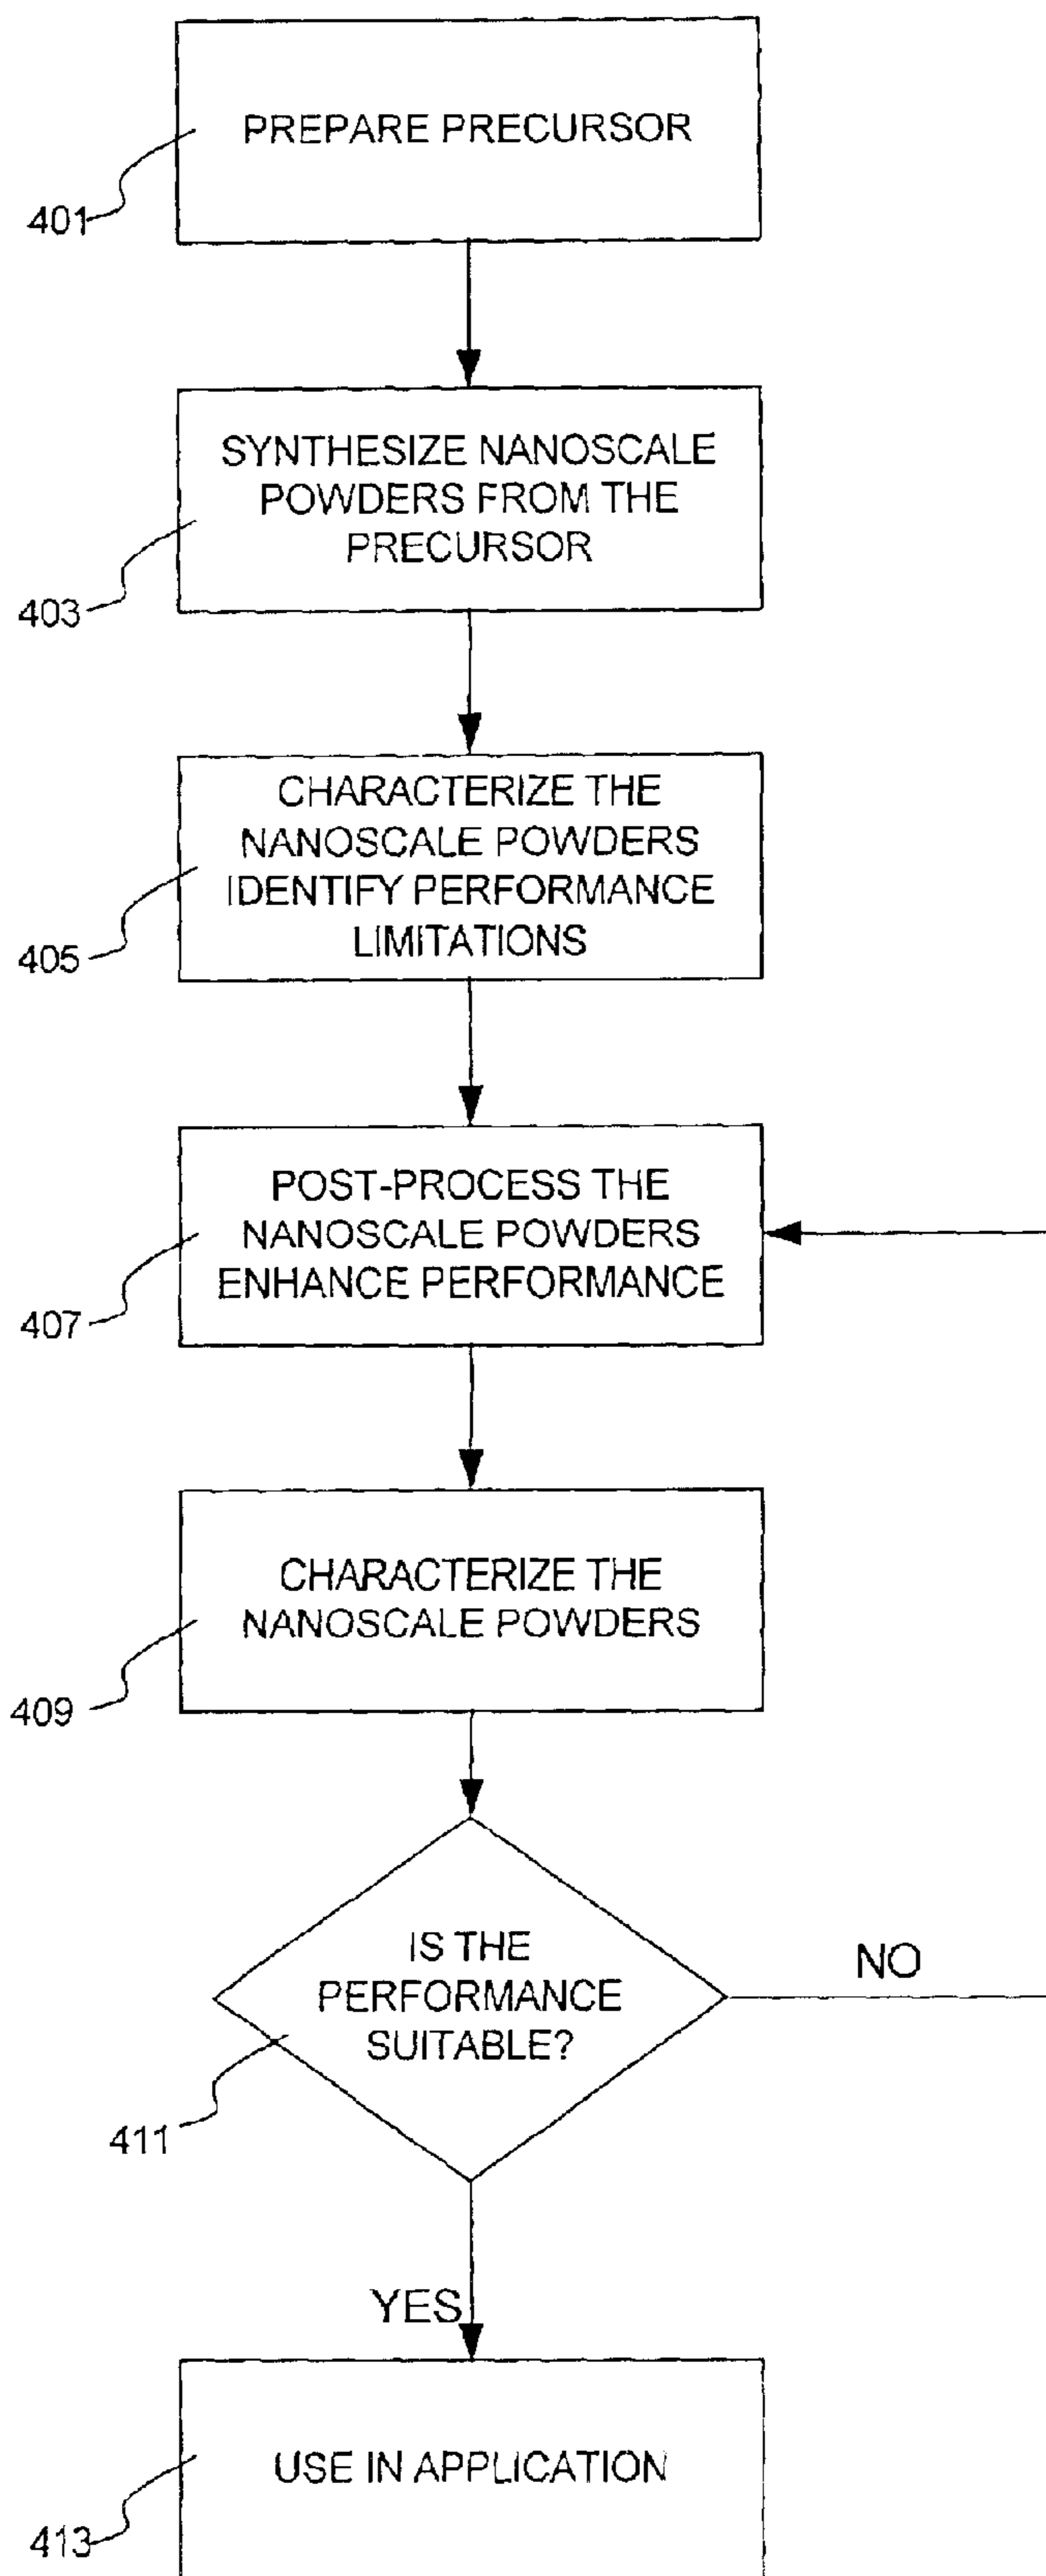 PREPARE PRECURSOR
401
SYNTHESIZE NANOSCALE
POWDERS FROM THE
PRECURSOR
403
CHARACTERIZE THE
NANOSCALE POWDERS
IDENTIFY PERFORMANCE
LIMITATIONS
405
POST-PROCESS THE
NANOSCALE POWDERS
ENHANCE PERFORMANCE
407
CHARACTERIZE THE
NANOSCALE POWDERS
409
IS THE
PERFORMANCE
SUITABLE?
NO
411
YES
USE IN APPLICATION
413